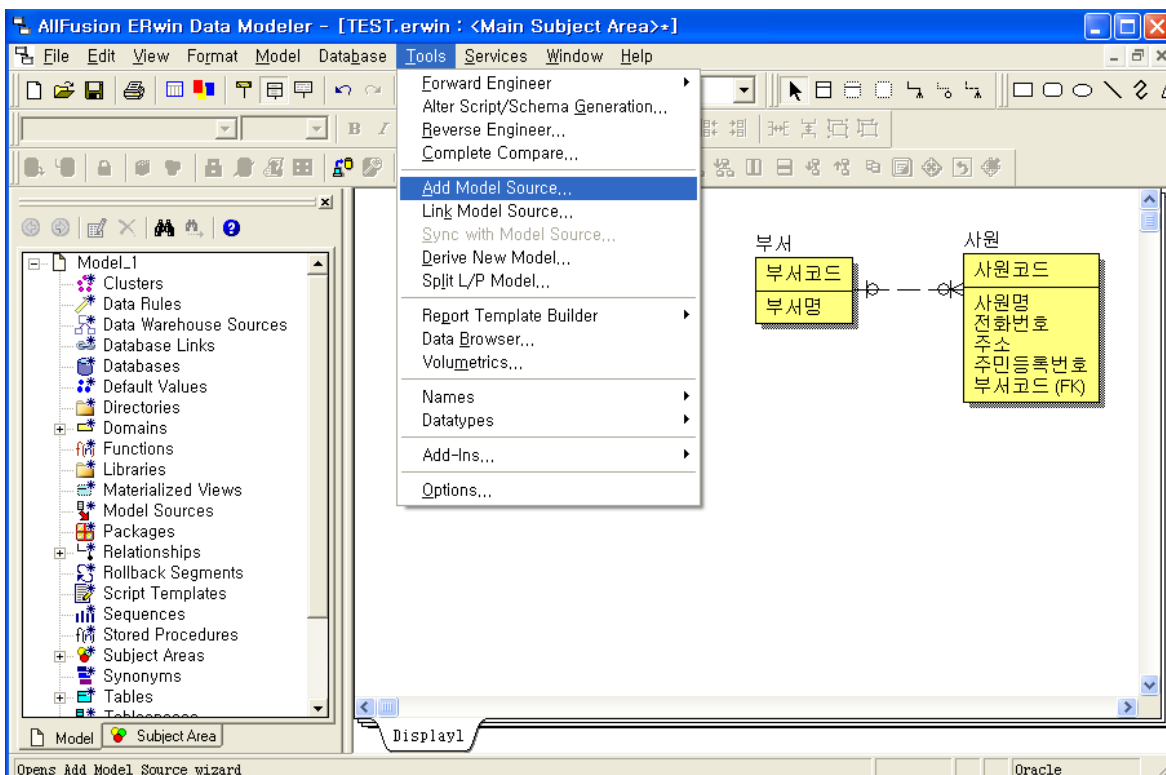 AllFusion ERwin Data Modeler - [TEST.erwin : <Main Subject Area>*]
File Edit View Format Model Database Tools Services Window Help
Forward Engineer
Alter Script/Schema Generation...
Reverse Engineer...
Complete Compare...
Add Model Source...
Link Model Source...
Sync with Model Source...
Derive New Model...
Split L/P Model...
Report Template Builder
Data Browser...
Volumetrics...
Names
Datatypes
Add-Ins...
Options...
B I
Model_1
Clusters
Data Rules
Data Warehouse Sources
Database Links
Databases
Default Values
Directories
Domains
Functions
Libraries
Materialized Views
Model Sources
Packages
Relationships
Rollback Segments
Script Templates
Sequences
Stored Procedures
Subject Areas
Synonyms
Tables
Tablespaces
Model Subject Area
부서
부서코드
부서명
사원
사원코드
사원명
전화번호
주소
주민등록번호
부서코드 (FK)
Display1
Opens Add Model Source wizard
Oracle